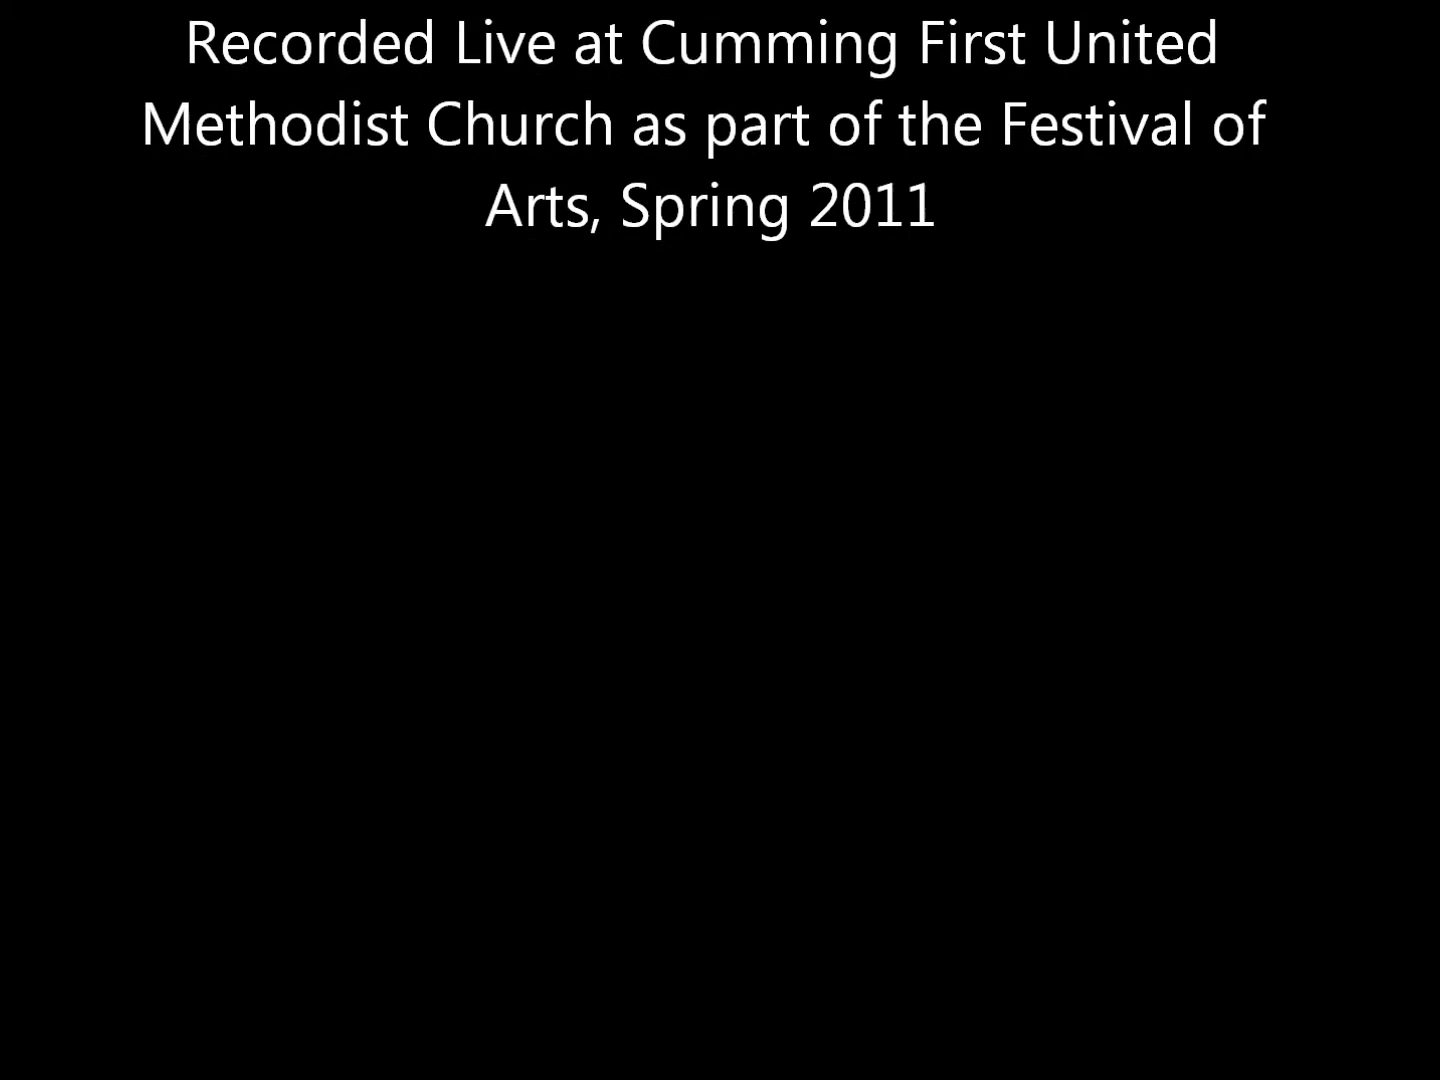 Recorded Live at Cumming First United
Methodist Church as part of the Festival of
Arts, Spring 2011